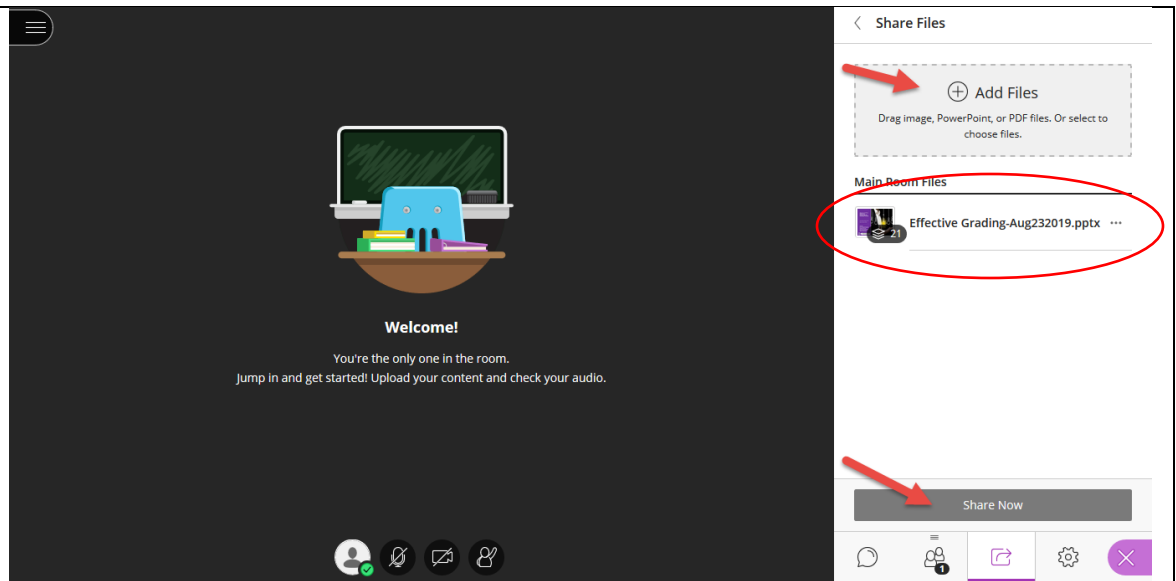 Share Files
Add Files
Drag image, PowerPoint, or PDF files. Or select to
choose files.
Main Room Files
21
Effective Grading-Aug232019.pptx
Welcome!
You're the only one in the room.
Jump in and get started! Upload your content and check your audio.
Share Now
1